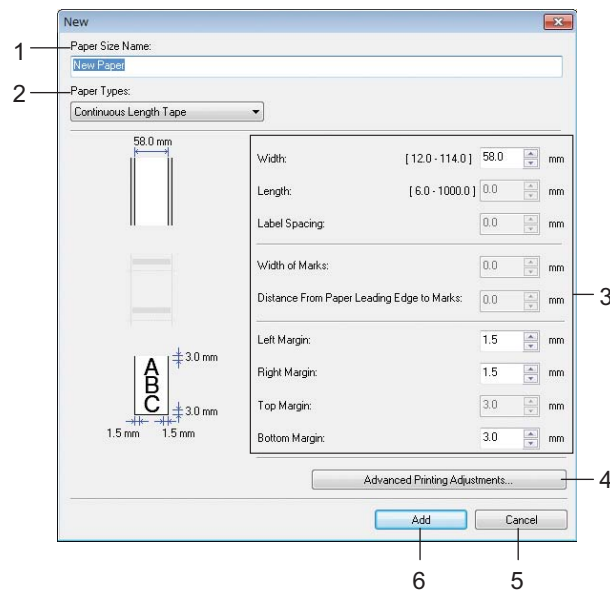 New
1 Paper Size Name:
New Paper
2 Paper Types:
Continuous Length Tape
58.0 mm
Width: [ 12.0 - 114.0 ] 58.0 mm
Length: [ 6.0 - 1000.0 ] 0.0 mm
Label Spacing: 0.0 mm
Width of Marks: 0.0 mm
Distance From Paper Leading Edge to Marks: 0.0 mm
3
Left Margin: 1.5 mm
Right Margin: 1.5 mm
Top Margin: 3.0 mm
Bottom Margin: 3.0 mm
3.0 mm
A
B
C
3.0 mm
1.5 mm 1.5 mm
Advanced Printing Adjustments... 4
Add Cancel
6 5